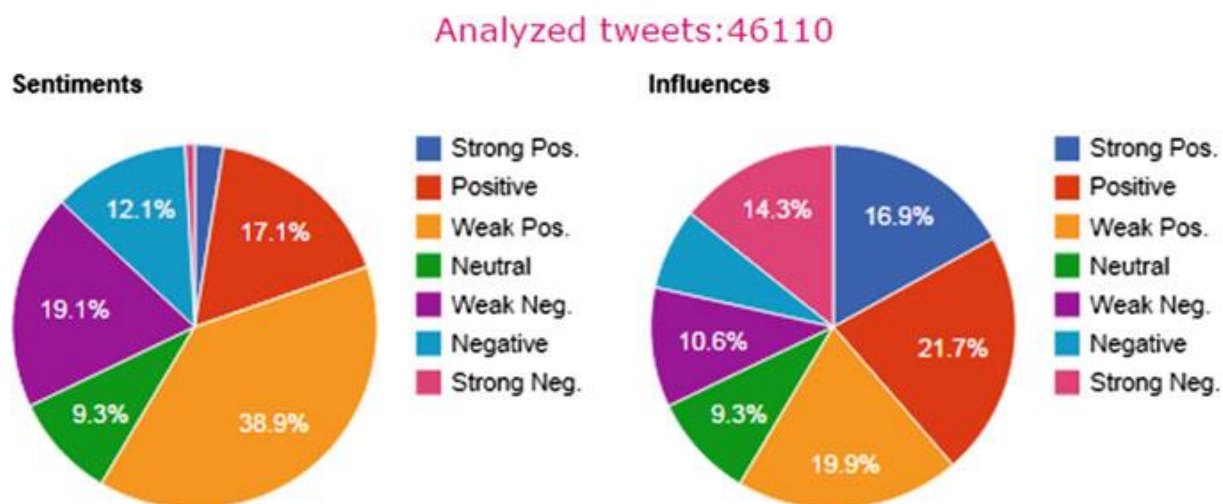 Analyzed tweets:46110
Sentiments
12.1%
17.1%
19.1%
9.3%
38.9%
Strong Pos.
Positive
Weak Pos.
Neutral
Weak Neg.
Negative
Strong Neg.
Influences
14.3%
16.9%
10.6%
21.7%
9.3%
19.9%
Strong Pos.
Positive
Weak Pos.
Neutral
Weak Neg.
Negative
Strong Neg.